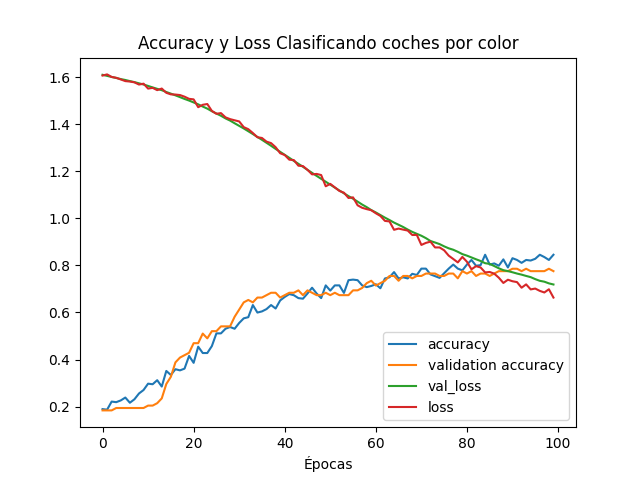 Accuracy y Loss Clasificando coches por color
1.6
1.4
1.2
1.0
0.8
0.6
0.4
0.2
accuracy
validation accuracy
val_loss
loss
0 20 40 60 80 100
Épocas